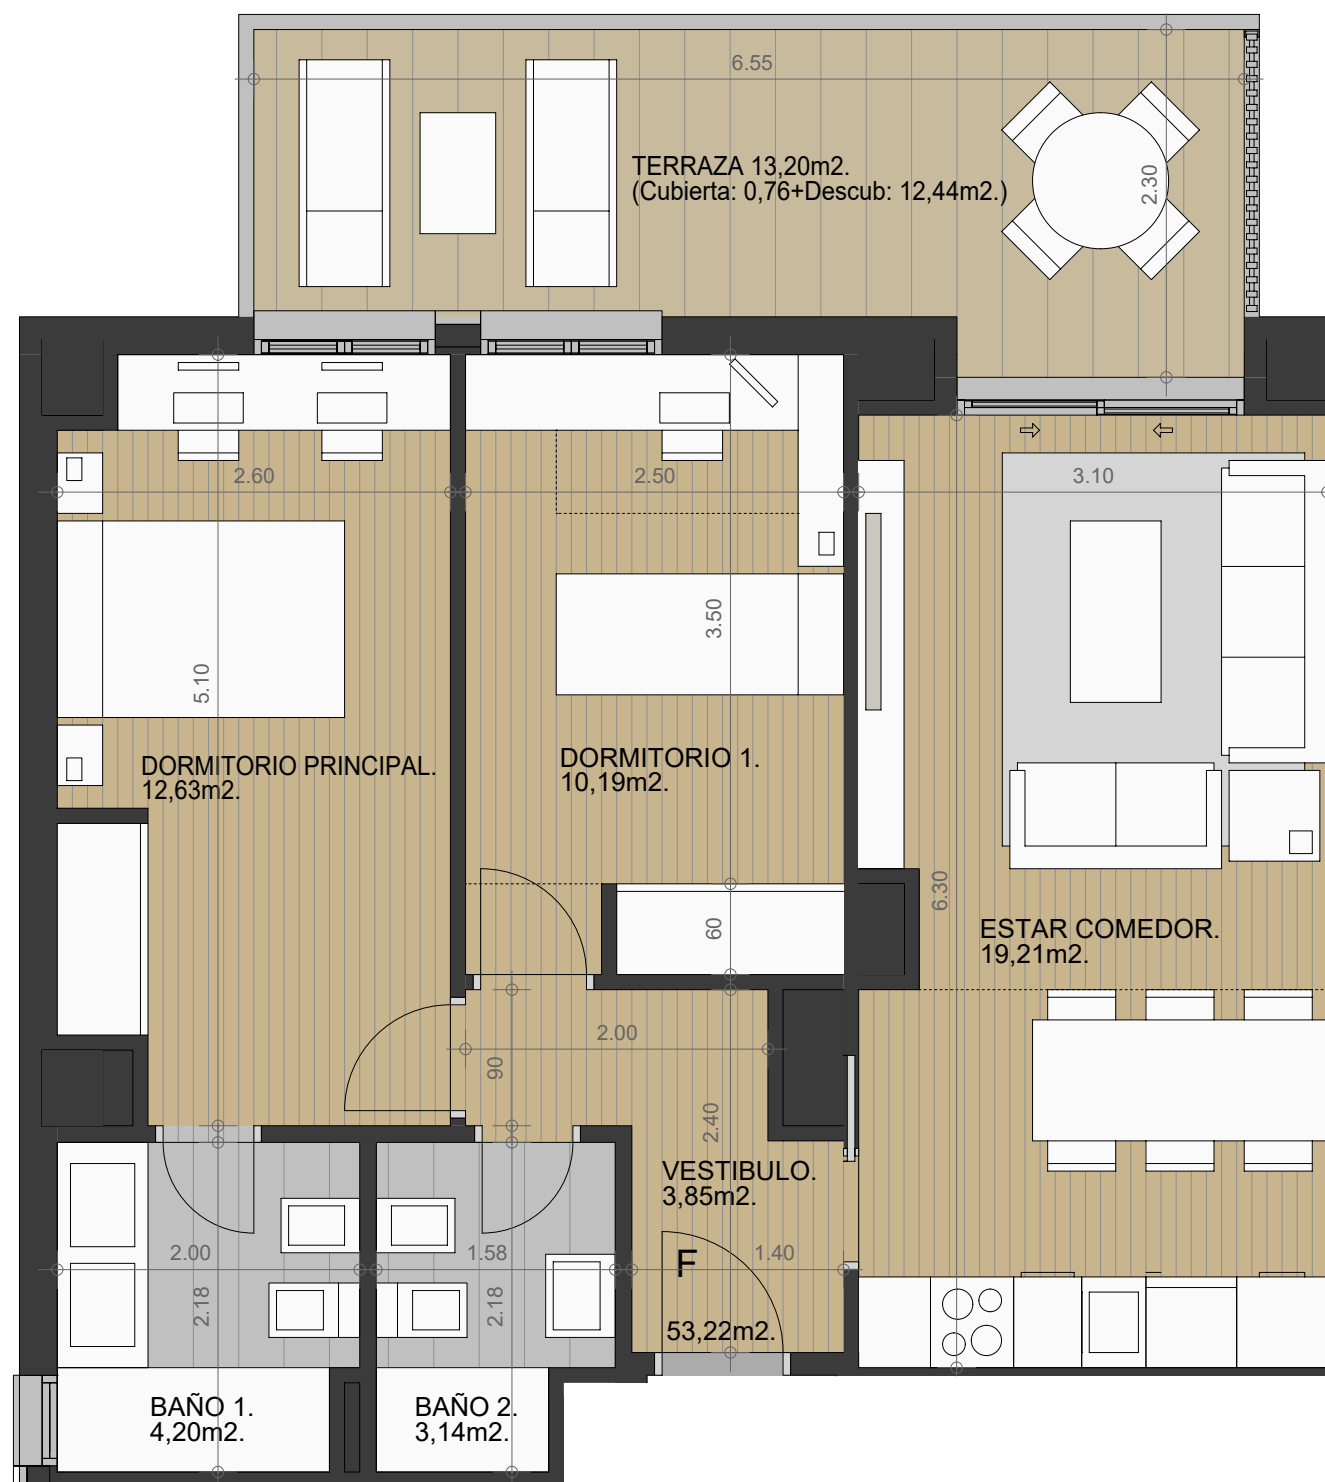 6.55
TERRAZA 13,20m2.
(Cubierta: 0,76+Descub: 12,44m2.)
2.30
2.60
2.50
3.10
5.10
3.50
DORMITORIO PRINCIPAL.
12,63m2.
DORMITORIO 1.
10,19m2.
6.30
60
ESTAR COMEDOR.
19,21m2.
2.00
90
2.40
VESTIBULO.
3,85m2.
F
2.00
2.18
1.58
2.18
1.40
53,22m2.
BAÑO 1.
4,20m2.
BAÑO 2.
3,14m2.